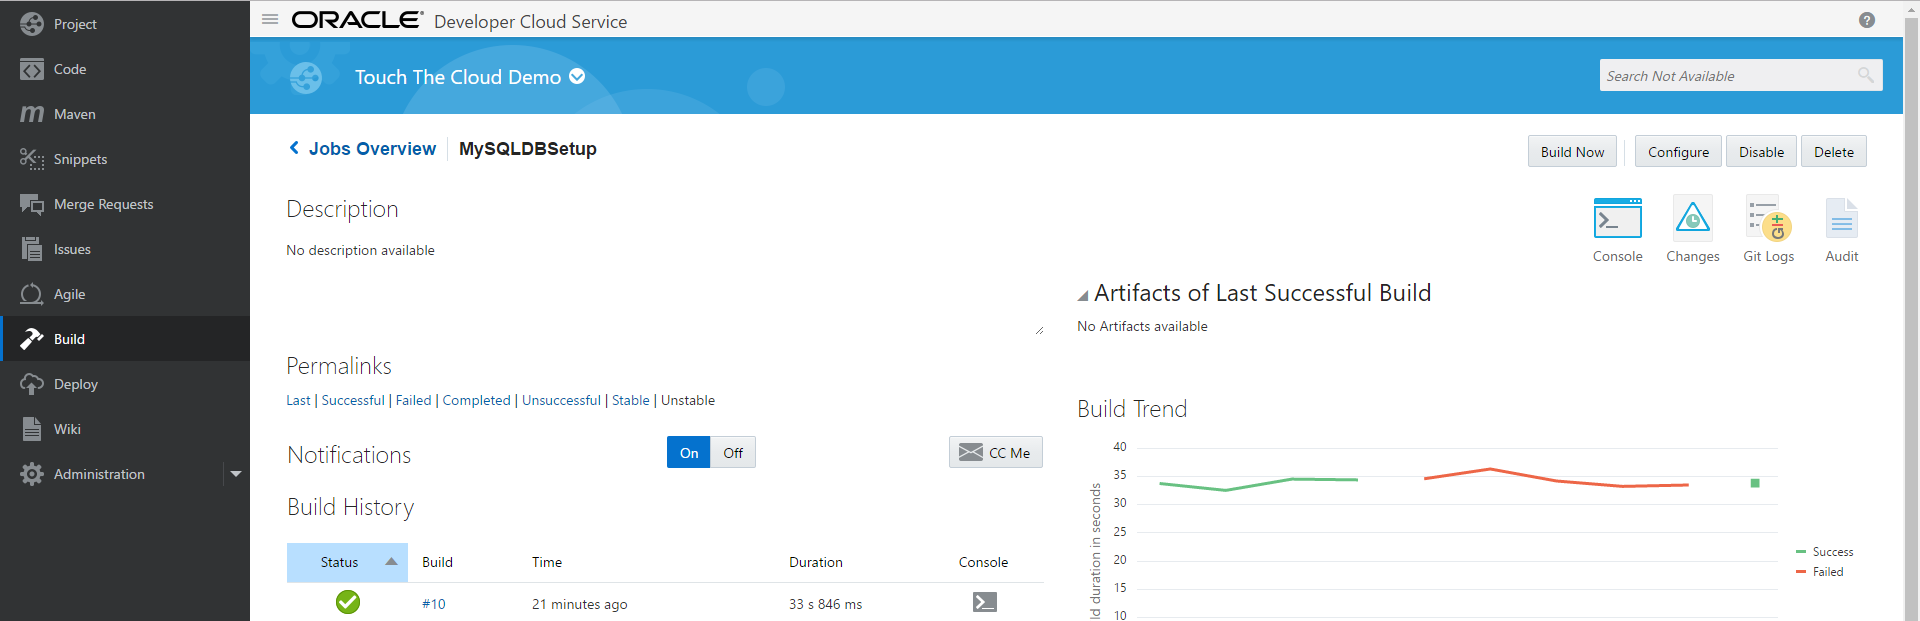 Project
Code
Maven
Snippets
Merge Requests
Issues
Agile
Build
Deploy
Wiki
Administration
ORACLE® Developer Cloud Service
Touch The Cloud Demo
Search Not Available
Jobs Overview MySQLDBSetup
Build Now Configure Disable Delete
Description
No description available
Console Changes Git Logs Audit
Artifacts of Last Successful Build
No Artifacts available
Permalinks
Last | Successful | Failed | Completed | Unsuccessful | Stable | Unstable
Notifications On Off CC Me
Build History
Status Build Time Duration Console
#10 21 minutes ago 33 s 846 ms
Build Trend
40
35
30
25
20
15
10
ld duration in seconds
Success
Failed